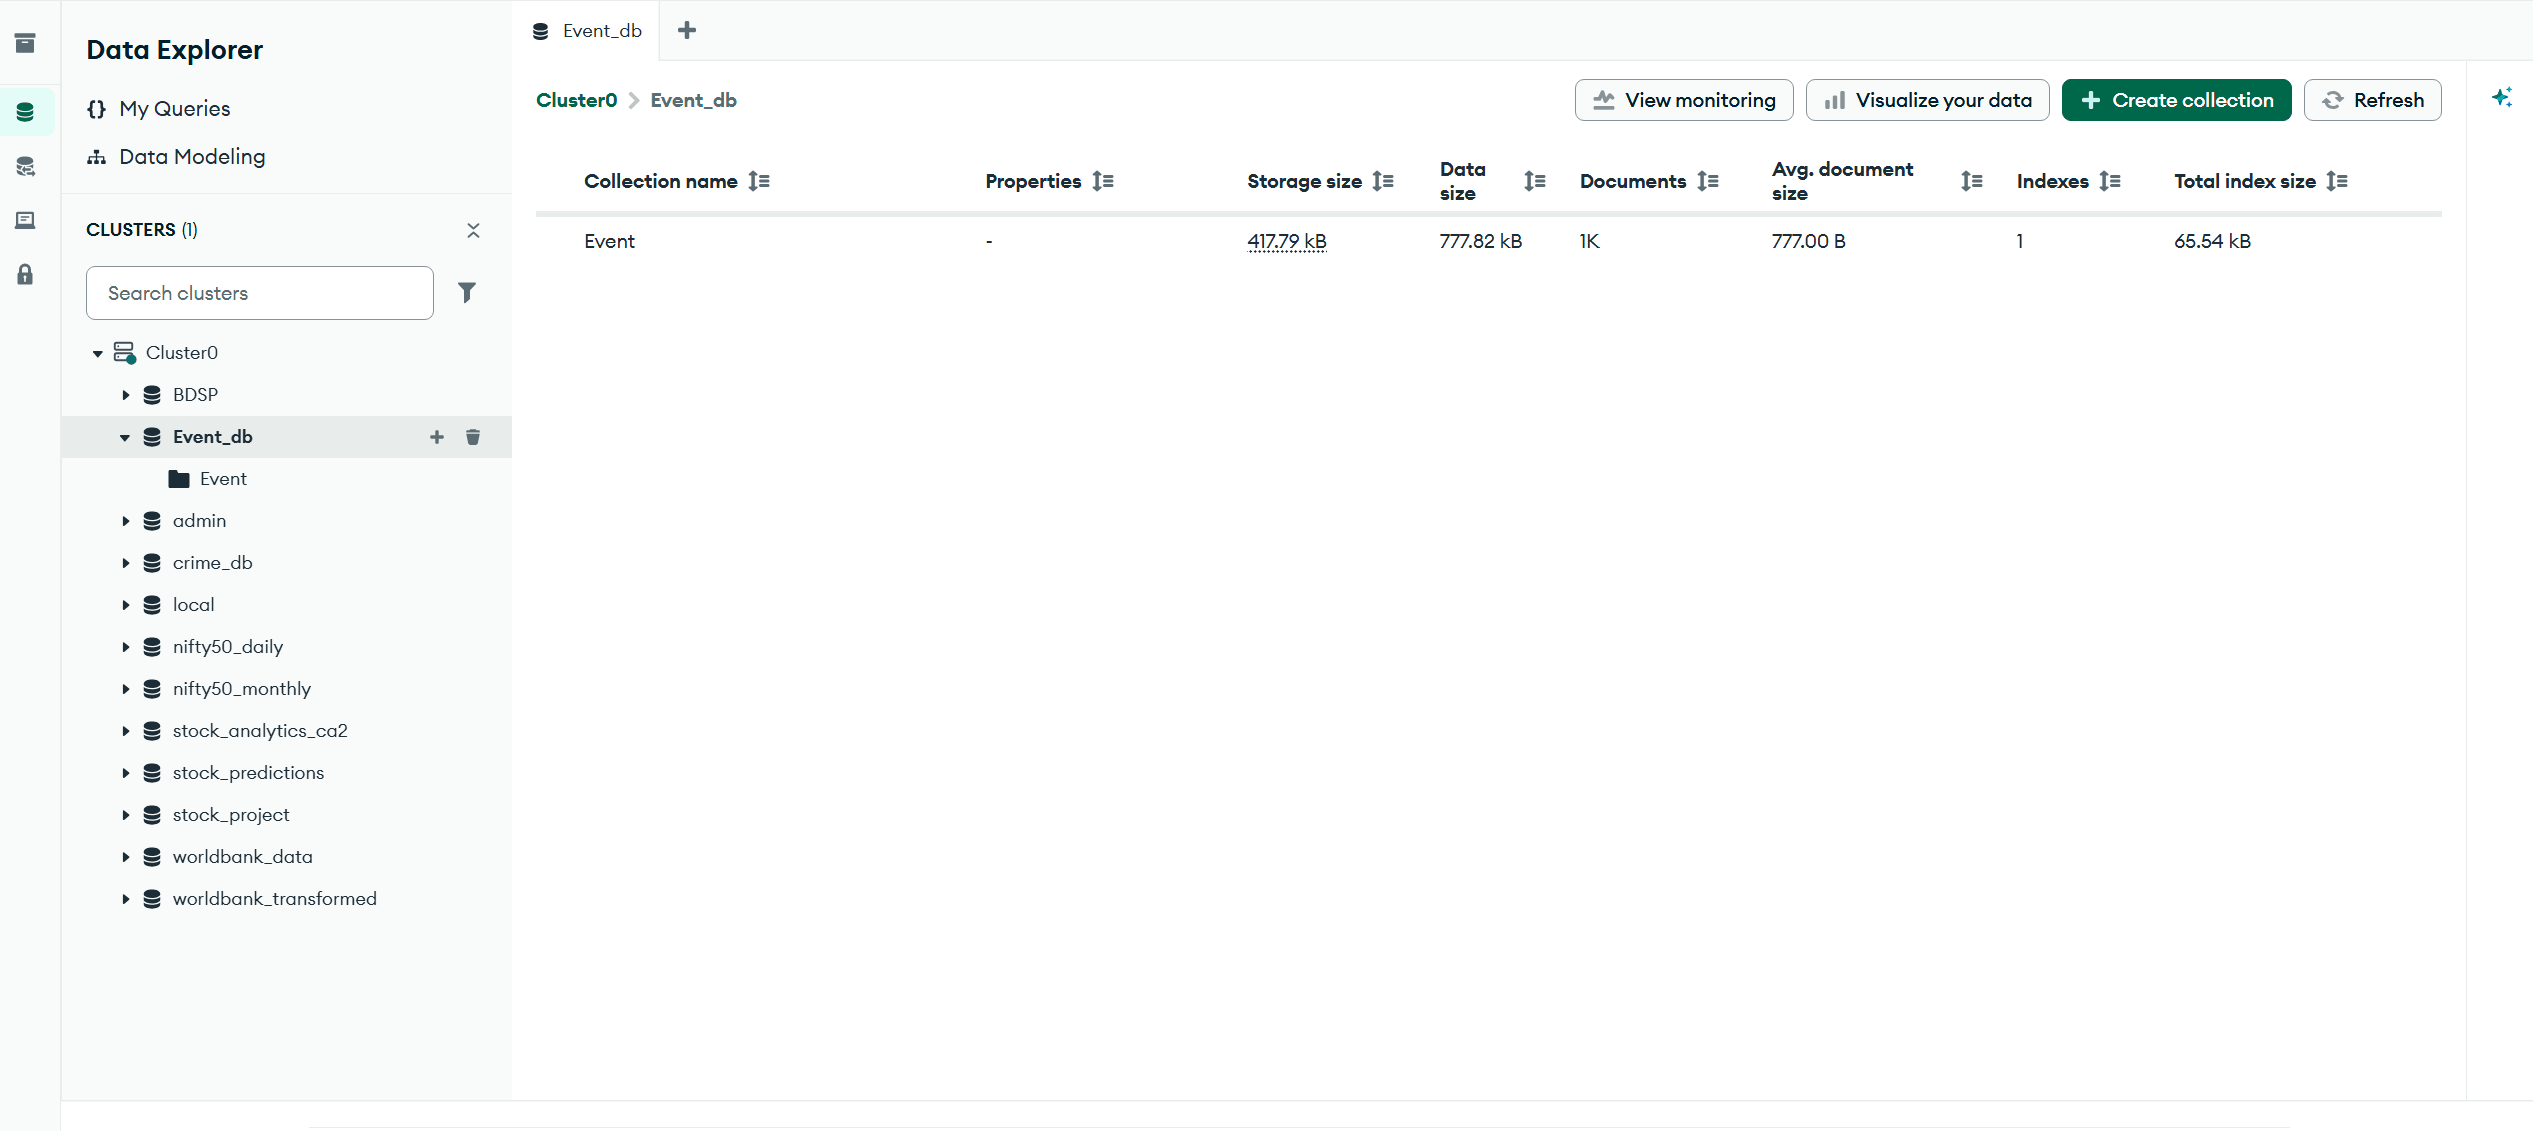 Data Explorer
My Queries
Data Modeling
CLUSTERS (1)
Search clusters
Cluster0
BDSP
Event_db
Event
admin
crime_db
local
nifty50_daily
nifty50_monthly
stock_analytics_ca2
stock_predictions
stock_project
worldbank_data
worldbank_transformed
Event_db
Cluster0 > Event_db
View monitoring
Visualize your data
Create collection
Refresh
Collection name Properties Storage size Data size Documents Avg. document size Indexes Total index size
Event - 417.79 kB 777.82 kB 1K 777.00 B 1 65.54 kB